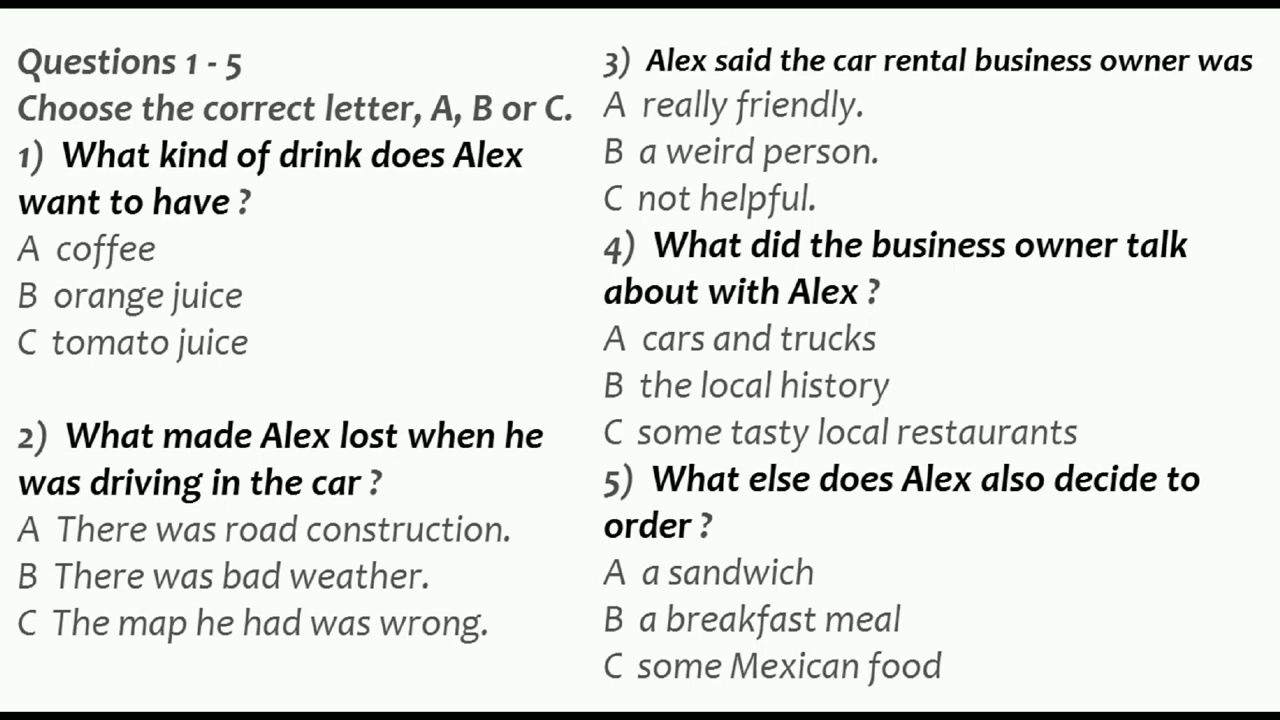 Questions 1 - 5
Choose the correct letter, A, B or C.
1) What kind of drink does Alex
want to have ?
A coffee
B orange juice
C tomato juice
2) What made Alex lost when he
was driving in the car ?
A There was road construction.
B There was bad weather.
C The map he had was wrong.
3) Alex said the car rental business owner was
A really friendly.
B a weird person.
C not helpful.
4) What did the business owner talk
about with Alex ?
A cars and trucks
B the local history
C some tasty local restaurants
5) What else does Alex also decide to
order ?
A a sandwich
B a breakfast meal
C some Mexican food